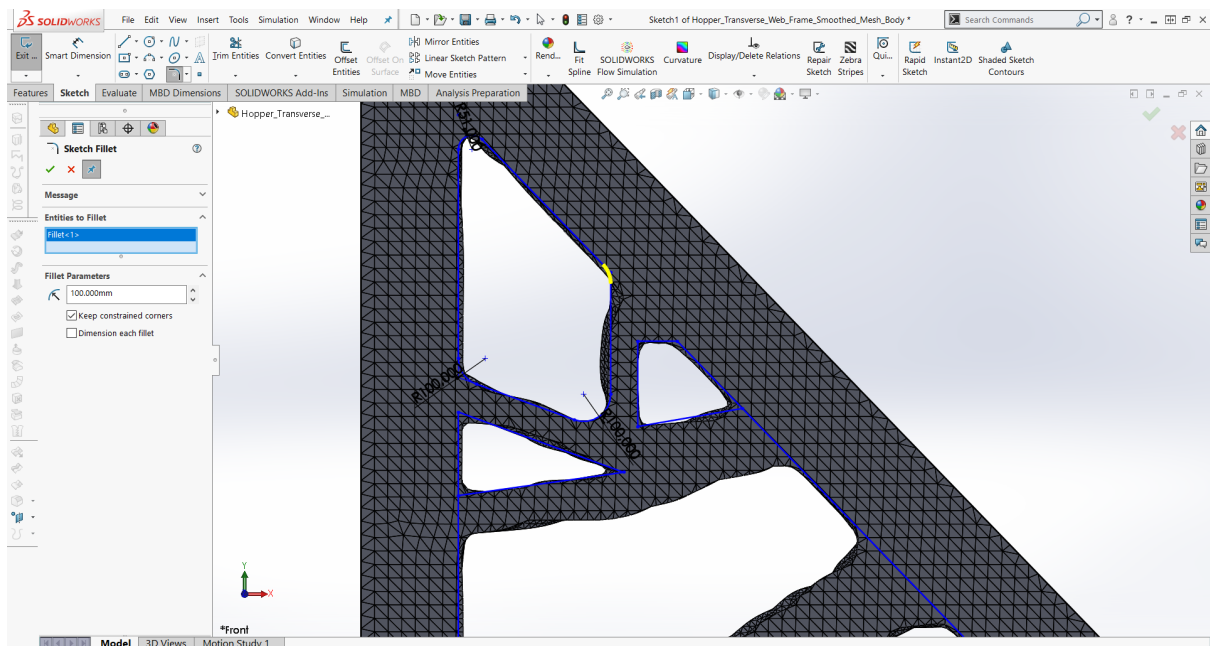 SOLIDWORKS File Edit View Insert Tools Simulation Window Help Sketch1 of Hopper_Transverse_Web_Frame_Smoothed_Mesh_Body * Search Commands
Exit ... Smart Dimension Trim Entities Convert Entities Offset Entities Offset On Surface Mirror Entities Linear Sketch Pattern Move Entities Rend... Fit Spline SOLIDWORKS Flow Simulation Curvature Display/Delete Relations Repair Sketch Zebra Stripes Qui... Rapid Sketch Instant2D Shaded Sketch Contours
Features Sketch Evaluate MBD Dimensions SOLIDWORKS Add-Ins Simulation MBD Analysis Preparation
Hopper_Transverse_...
Sketch Fillet
Message
Entities to Fillet
Fillet<1>
Fillet Parameters
100.000mm
Keep constrained corners
Dimension each fillet
R100,000
R100,000
Y
X
*Front
Model 3D Views Motion Study 1